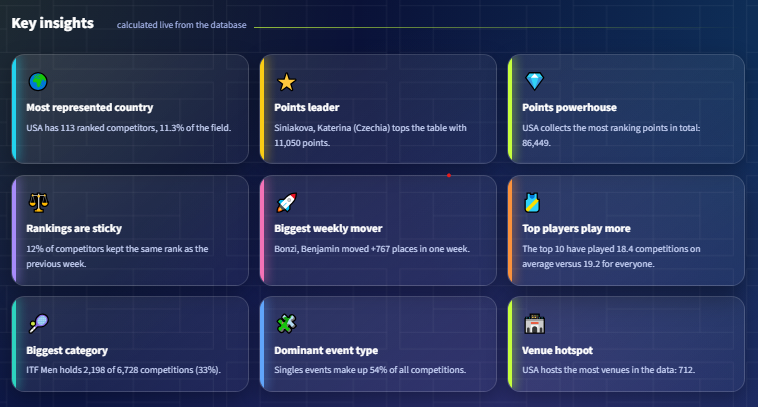 Key insights calculated live from the database
Most represented country
USA has 113 ranked competitors, 11.3% of the field.
Points leader
Siniakova, Katerina (Czechia) tops the table with
11,050 points.
Points powerhouse
USA collects the most ranking points in total:
86,449.
Rankings are sticky
12% of competitors kept the same rank as the
previous week.
Biggest weekly mover
Bonzi, Benjamin moved +767 places in one week.
Top players play more
The top 10 have played 18.4 competitions on
average versus 19.2 for everyone.
Biggest category
ITF Men holds 2,198 of 6,728 competitions (33%).
Dominant event type
Singles events make up 54% of all competitions.
Venue hotspot
USA hosts the most venues in the data: 712.